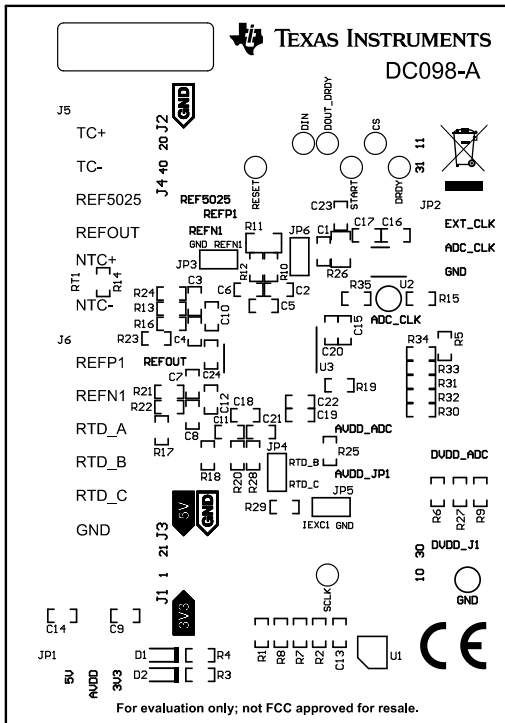 TEXAS INSTRUMENTS
DC098-A
J5
TC+
TC-
REF5025
REFOUT
NTC+
NTC-
RT1
R14
J6
REFP1
REFN1
RTD_A
RTD_B
RTD_C
GND
J4 40 20 J2
GND
DIN
DOUT_DRDY
CS
31 11
RESET
START
DRDY
REF5025
REFP1
REFN1
GND REFN1
JP3
R11
R12
R10
JP6
C23
C1
R26
C17 C16
JP2
EXT_CLK
ADC_CLK
GND
R24
R13
R16
R23
C3
C10
C4
C6
C2
C5
R35
U2
R15
ADC_CLK
REFOUT
C7
C24
U3
C15
C20
R34
R5
R33
R31
R32
R30
R21
R22
R17
C8
C12
C18
C11
C21
R19
C22
C19
R18
R20
R28
JP4
RTD_B
RTD_C
AVDD_ADC
R25
AVDD_JP1
DVDD_ADC
R29
JP5
IEXC1 GND
R6
R27
R9
5V
GND
J1 1 21 J3
3V3
10 30
DVDD_J1
GND
SCLK
C14
C9
JP1
5V
AVDD
3V3
D1
R4
D2
R3
R1
R8
R7
R2
C13
U1
CE
For evaluation only; not FCC approved for resale.